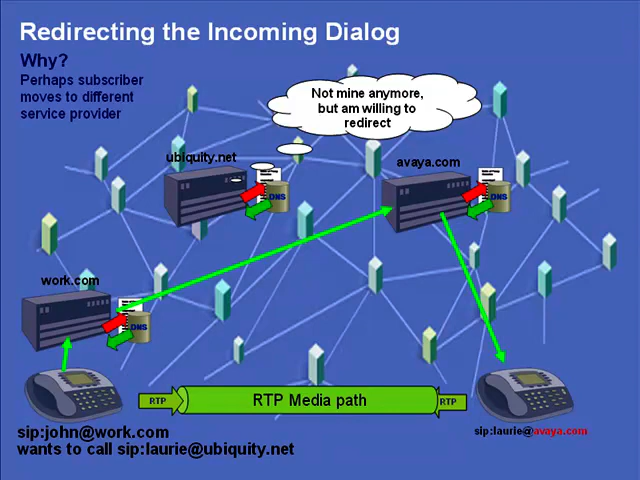 Redirecting the Incoming Dialog
Why?
Perhaps subscriber
moves to different
service provider
Not mine anymore,
but am willing to
redirect
ubiquity.net
avaya.com
DNS
DNS
work.com
DNS
RTP
RTP Media path
RTP
sip:john@work.com
wants to call sip:laurie@ubiquity.net
sip:laurie@avaya.com